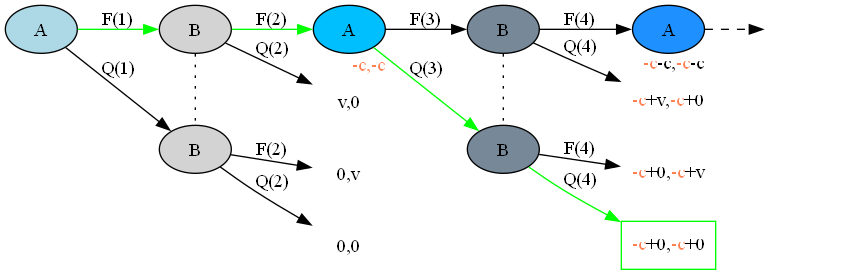 F(1) F(2) F(3) F(4)
A B A B A
Q(2) Q(4)
Q(1) -c,-c Q(3) -c-c,-c-c
v,0 -c+v,-c+0
B F(2) B F(4)
0,v -c+0,-c+v
Q(2) Q(4)
0,0 -c+0,-c+0